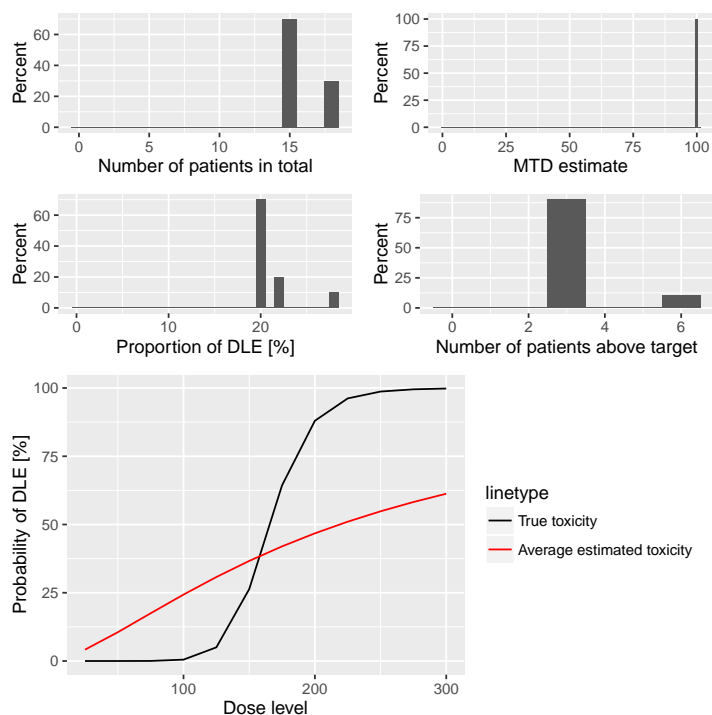 Percent
60
40
20
0
0 5 10 15
Number of patients in total
Percent
100
75
50
25
0
0 25 50 75 100
MTD estimate
Percent
60
40
20
0
0 10 20
Proportion of DLE [%]
Percent
75
50
25
0
0 2 4 6
Number of patients above target
Probability of DLE [%]
100
75
50
25
0
100 200 300
Dose level
linetype
True toxicity
Average estimated toxicity